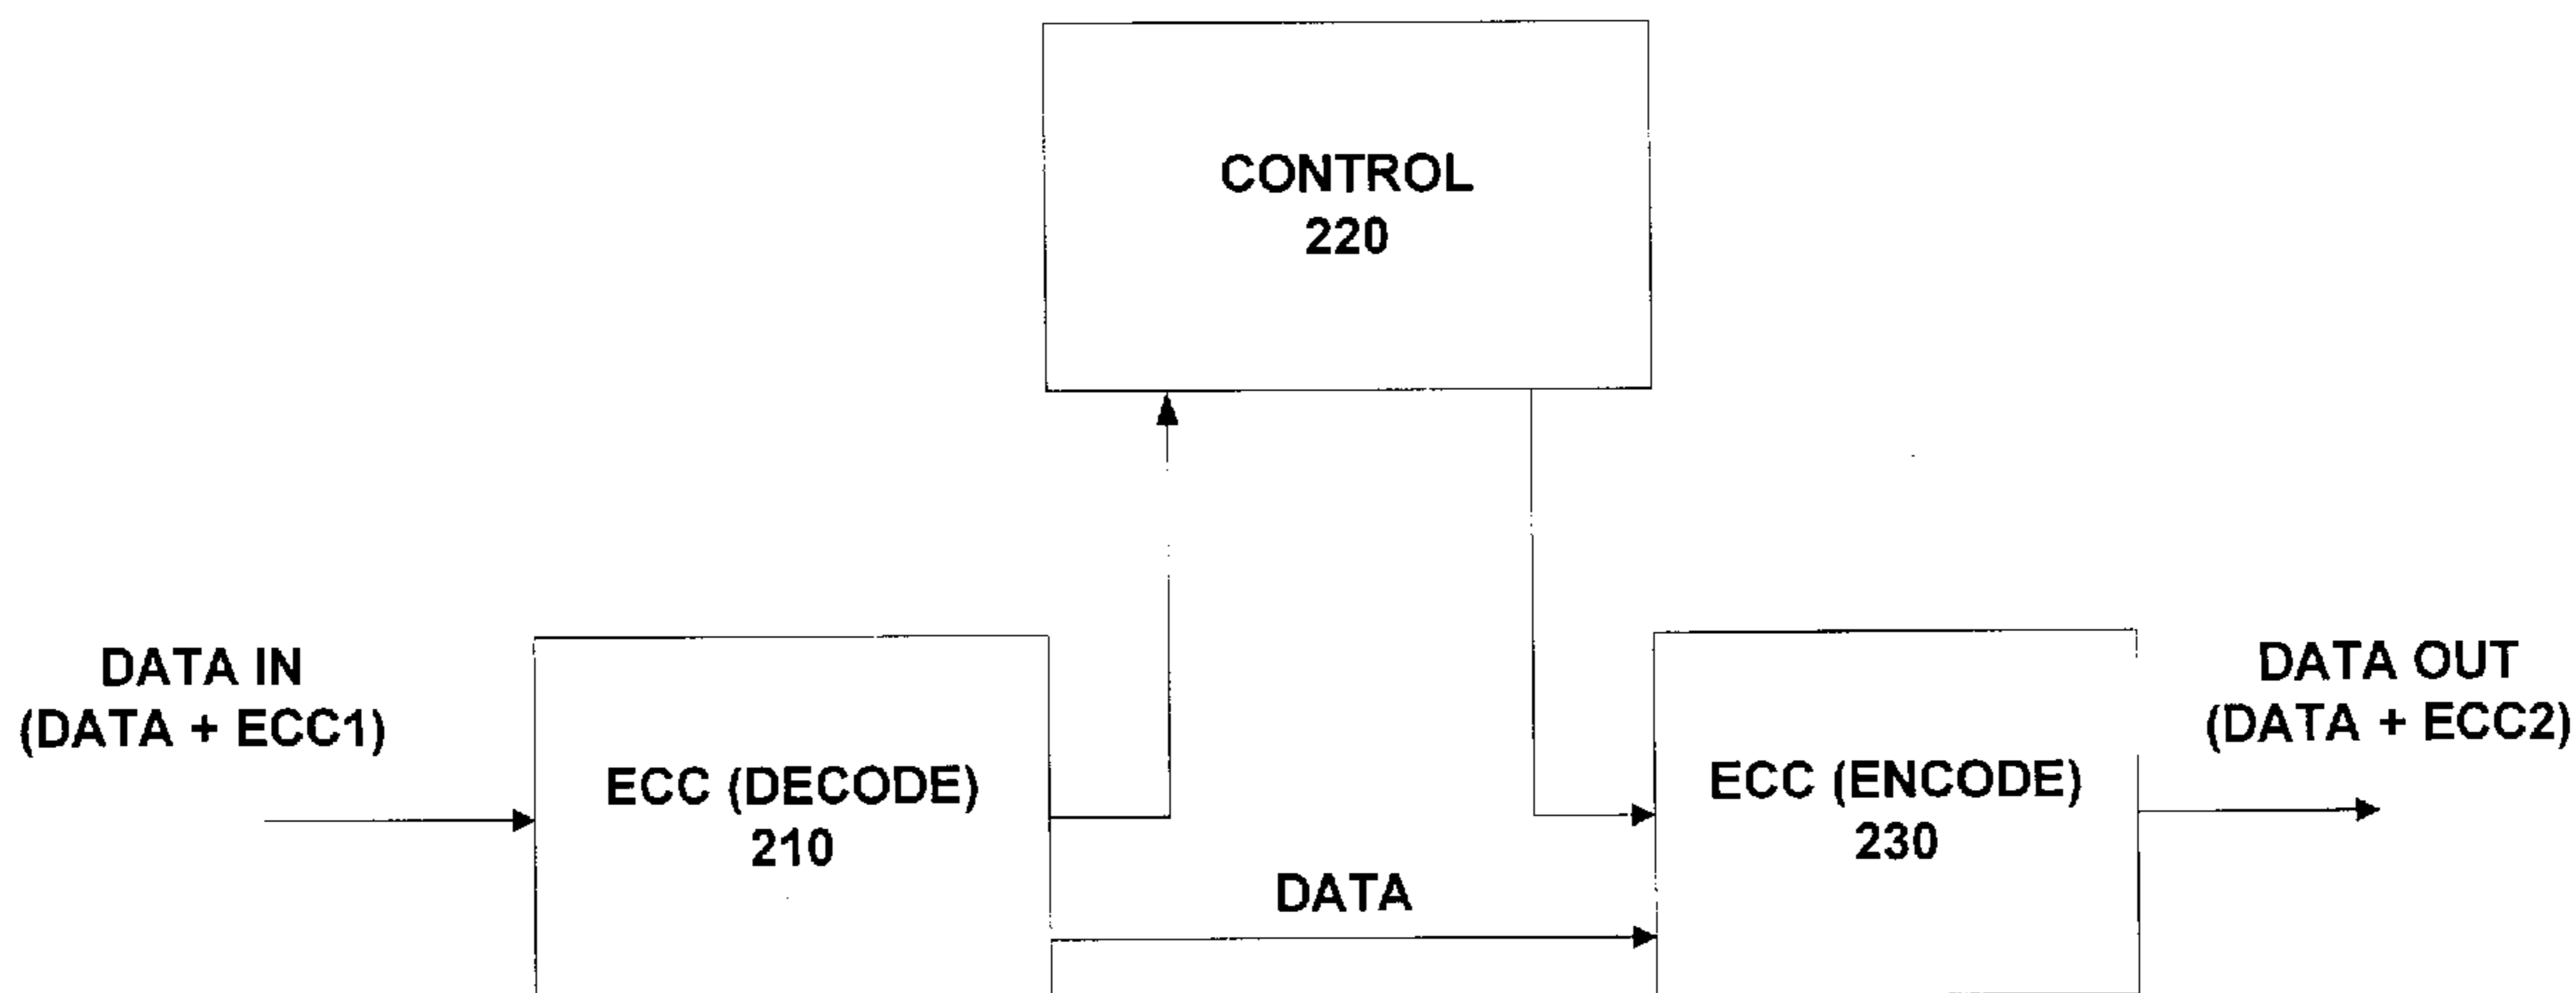 CONTROL
220
DATA IN
(DATA + ECC1)
ECC (DECODE)
210
DATA
ECC (ENCODE)
230
DATA OUT
(DATA + ECC2)